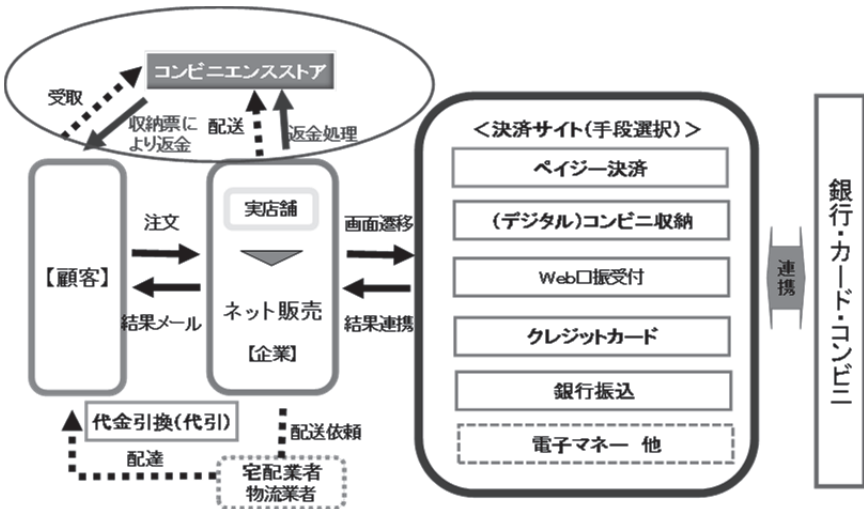 コンビニエンスストア
受取
収納票に
より返金
配送
返金処理
【顧客】
注文
結果メール
実店舗
ネット販売
【企業】
画面遷移
結果連携
代金引換(代引)
配達
配送依頼
宅配業者
物流業者
＜決済サイト(手段選択)＞
ペイジー決済
(デジタル)コンビニ収納
Web口振受付
クレジットカード
銀行振込
電子マネー 他
連携
銀行・カード・コンビニ